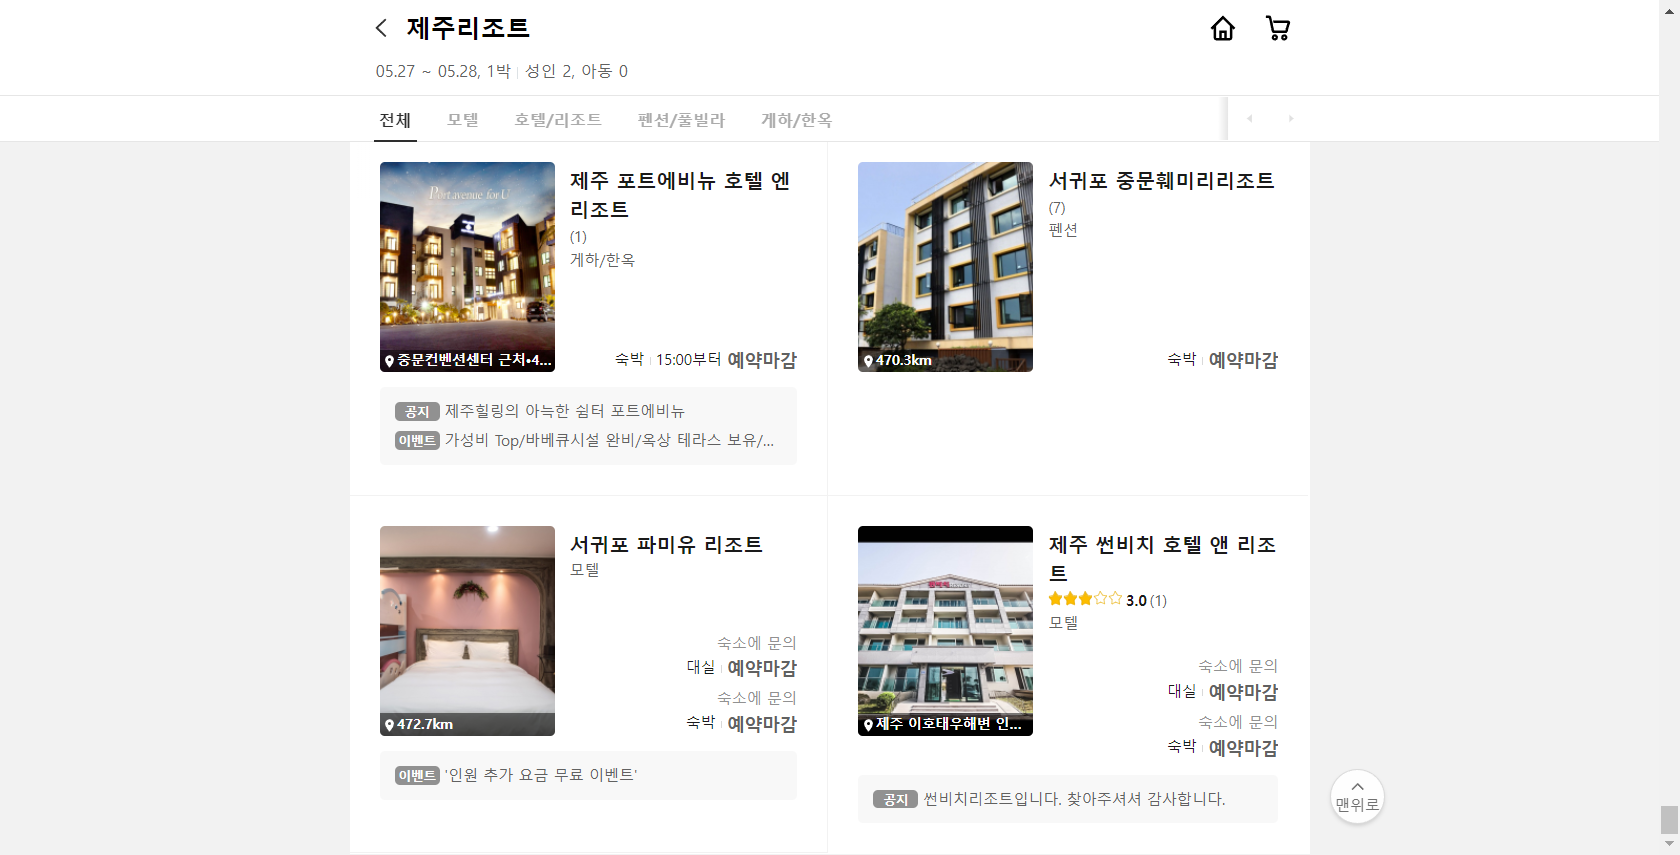 제주리조트
05.27 ~ 05.28, 1박 성인 2, 아동 0
전체 모텔 호텔/리조트 펜션/풀빌라 게하/한옥
Port avenue for U
중문컨벤션센터 근처•4...
제주 포트에비뉴 호텔 엔
리조트
(1)
게하/한옥
숙박 15:00부터 예약마감
공지 제주힐링의 아늑한 쉼터 포트에비뉴
이벤트 가성비 Top/바베큐시설 완비/옥상 테라스 보유/...
470.3km
서귀포 중문훼미리리조트
(7)
펜션
숙박 예약마감
472.7km
서귀포 파미유 리조트
모텔
숙소에 문의
대실 예약마감
숙소에 문의
숙박 예약마감
이벤트 '인원 추가 요금 무료 이벤트'
제주 이호태우해변 인...
제주 썬비치 호텔 앤 리조
트
3.0 (1)
모텔
숙소에 문의
대실 예약마감
숙소에 문의
숙박 예약마감
공지 썬비치리조트입니다. 찾아주셔셔 감사합니다.
맨위로